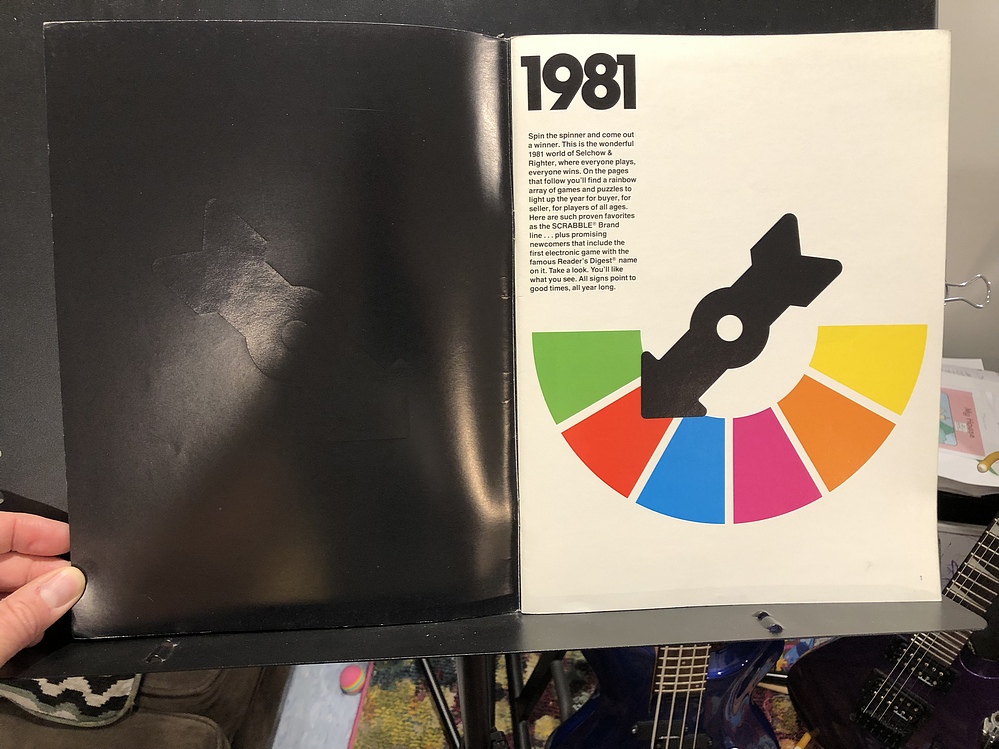 1981
Spin the spinner and come out
a winner. This is the wonderful
1981 world of Selchow &
Righter, where everyone plays,
everyone wins. On the pages
that follow you'll find a rainbow
array of games and puzzles to
light up the year for buyer, for
seller, for players of all ages.
Here are such proven favorites
as the SCRABBLE® Brand
line . . . plus promising
newcomers that include the
first electronic game with the
famous Reader's Digest® name
on it. Take a look. You'll like
what you see. All signs point to
good times, all year long.
My House
1